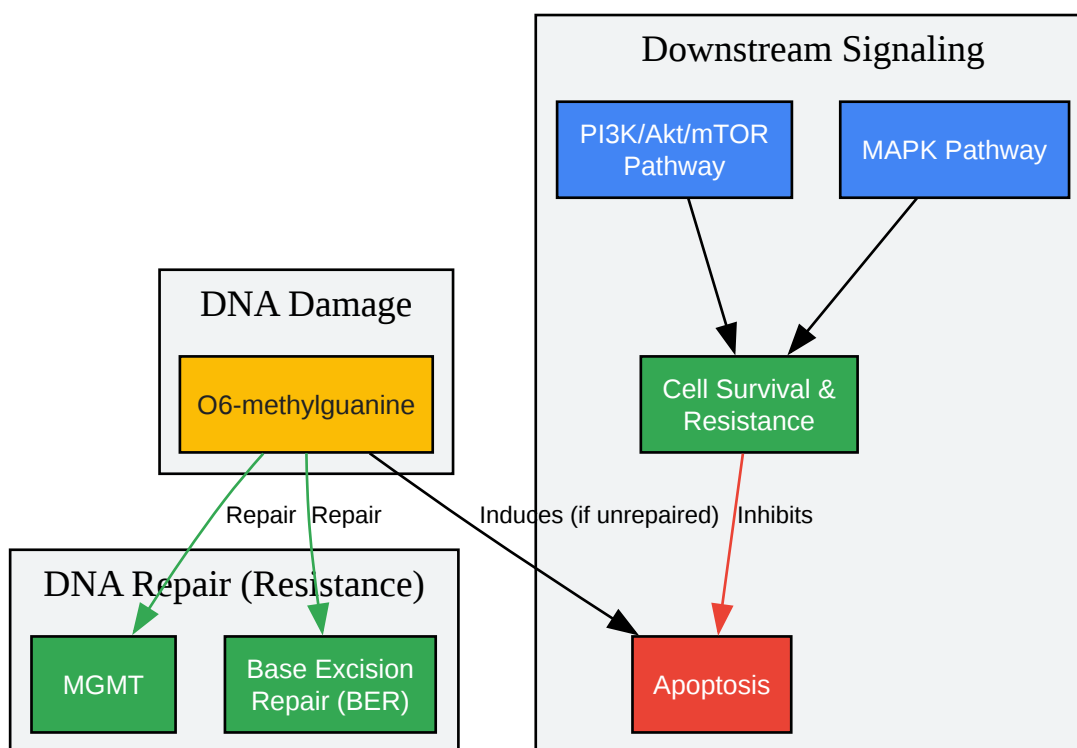 Downstream Signaling
PI3K/Akt/mTOR
Pathway
MAPK Pathway
DNA Damage
O6-methylguanine
Cell Survival &
Resistance
Repair
Repair
Induces (if unrepaired)
Inhibits
DNA Repair (Resistance)
MGMT
Base Excision
Repair (BER)
Apoptosis